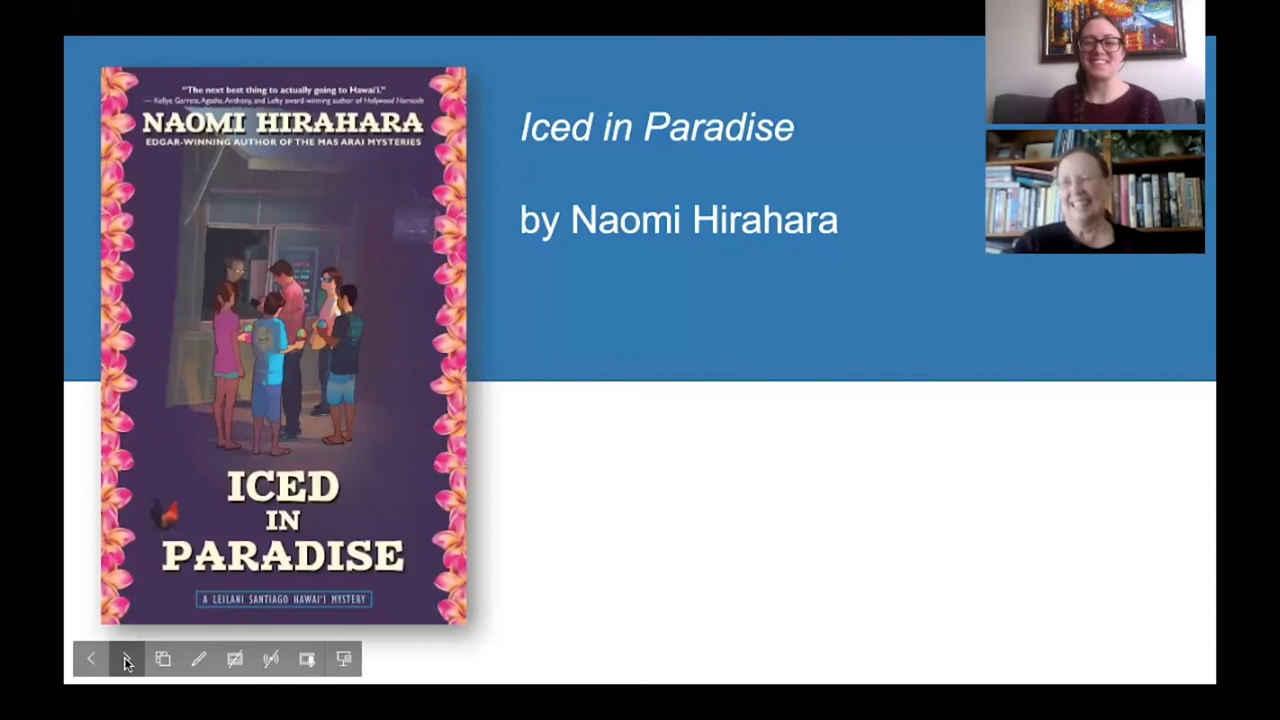 "The next best thing to actually going to Hawai'i."
— Kellye Garrett, Agatha, Anthony, and Lefty award-winning author of Hollywood Homicide
NAOMI HIRAHARA
EDGAR-WINNING AUTHOR OF THE MAS ARAI MYSTERIES
ICED
IN
PARADISE
A LEILANI SANTIAGO HAWAI'I MYSTERY
Iced in Paradise
by Naomi Hirahara